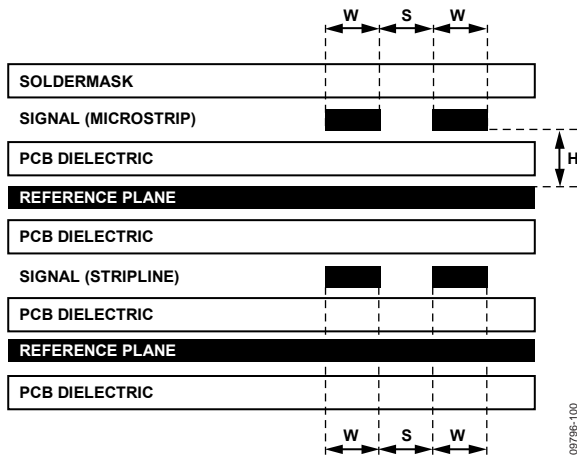 W S W
SOLDERMASK
SIGNAL (MICROSTRIP)
H
PCB DIELECTRIC
REFERENCE PLANE
PCB DIELECTRIC
SIGNAL (STRIPLINE)
PCB DIELECTRIC
REFERENCE PLANE
PCB DIELECTRIC
W S W
09796-100